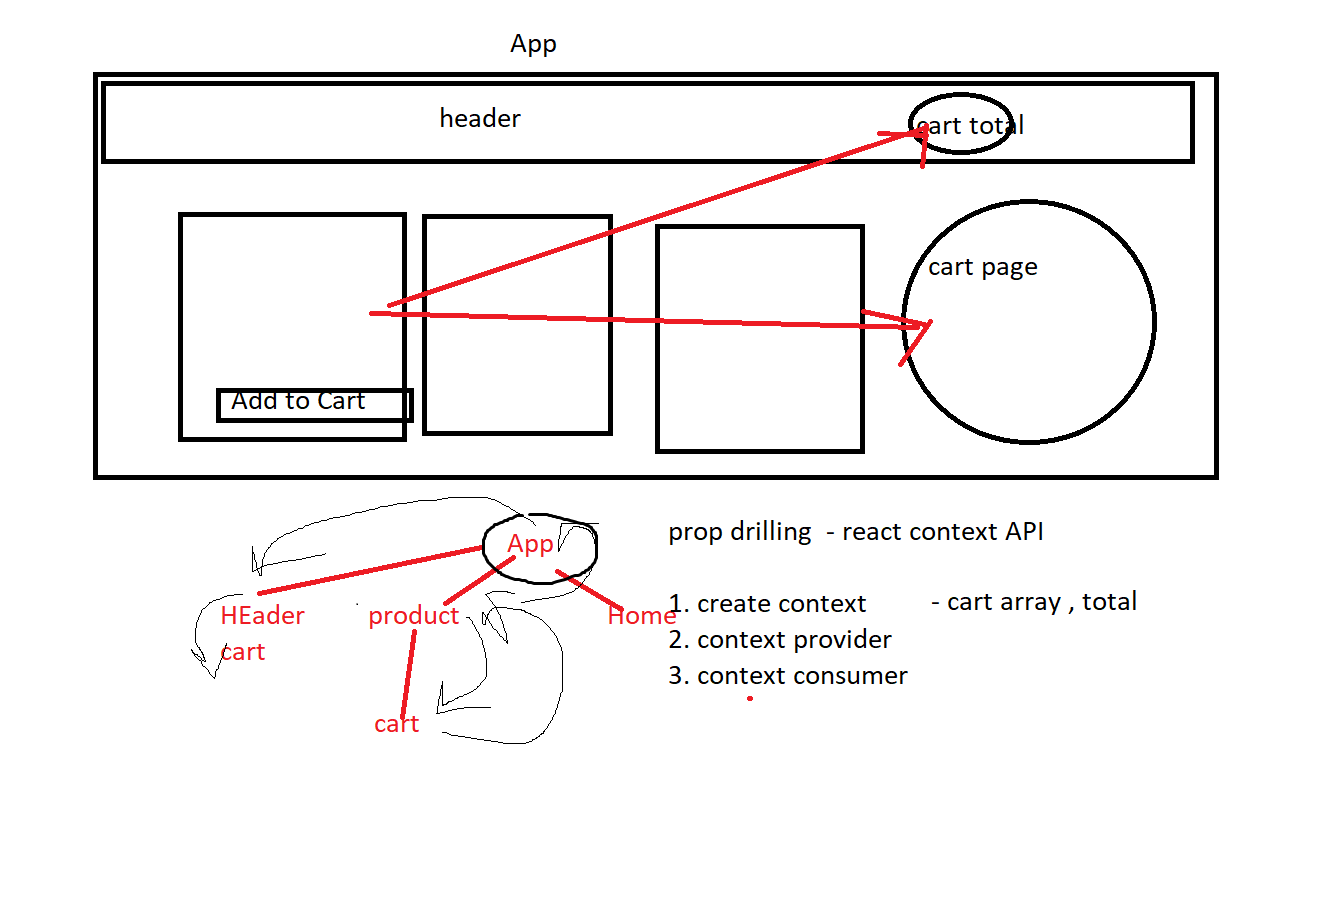 App
header
cart total
cart page
Add to Cart
prop drilling - react context API
App
HEader
product
Home
cart
cart
1. create context - cart array , total
2. context provider
3. context consumer